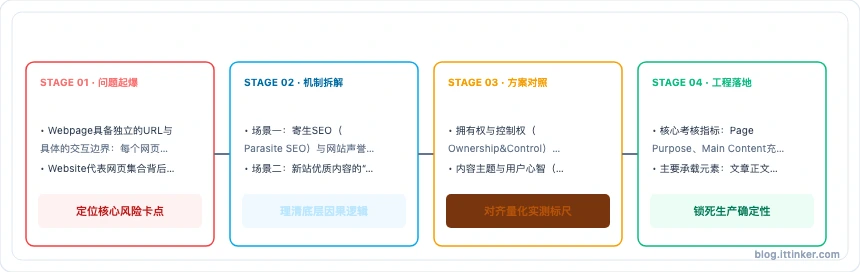 STAGE 01 · 问题起爆
• Webpage具备独立的URL与
具体的交互边界：每个网页...
• Website代表网页集合背后...
定位核心风险卡点
STAGE 02 · 机制拆解
• 场景一：寄生SEO（
Parasite SEO）与网站声誉...
• 场景二：新站优质内容的“...
理清底层因果逻辑
STAGE 03 · 方案对照
• 拥有权与控制权（
Ownership&Control）...
• 内容主题与用户心智（...
对齐量化实测标尺
STAGE 04 · 工程落地
• 核心考核指标：Page
Purpose、Main Content充...
• 主要承载元素：文章正文...
锁死生产确定性
blog.ittinker.com